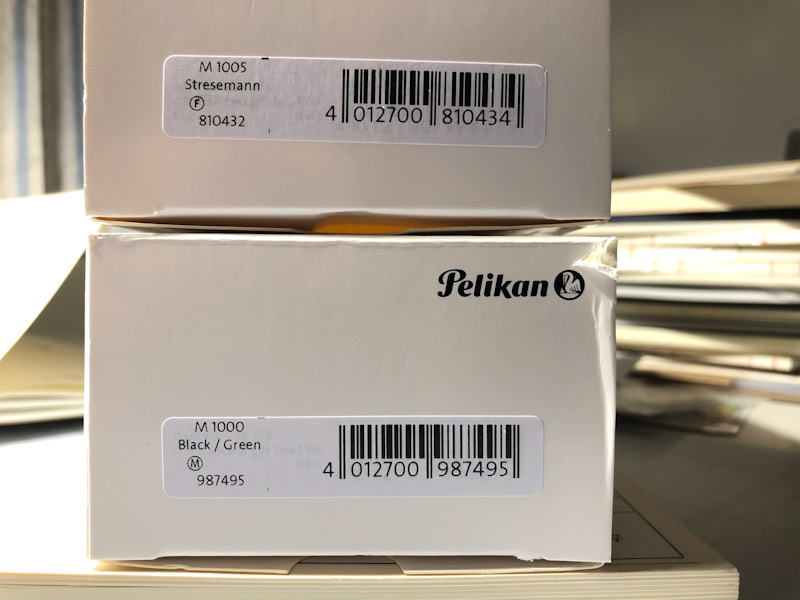 M 1005
Stresemann
F
810432
4 012700 810434
Pelikan
M 1000
Black / Green
M
987495
4 012700 987495